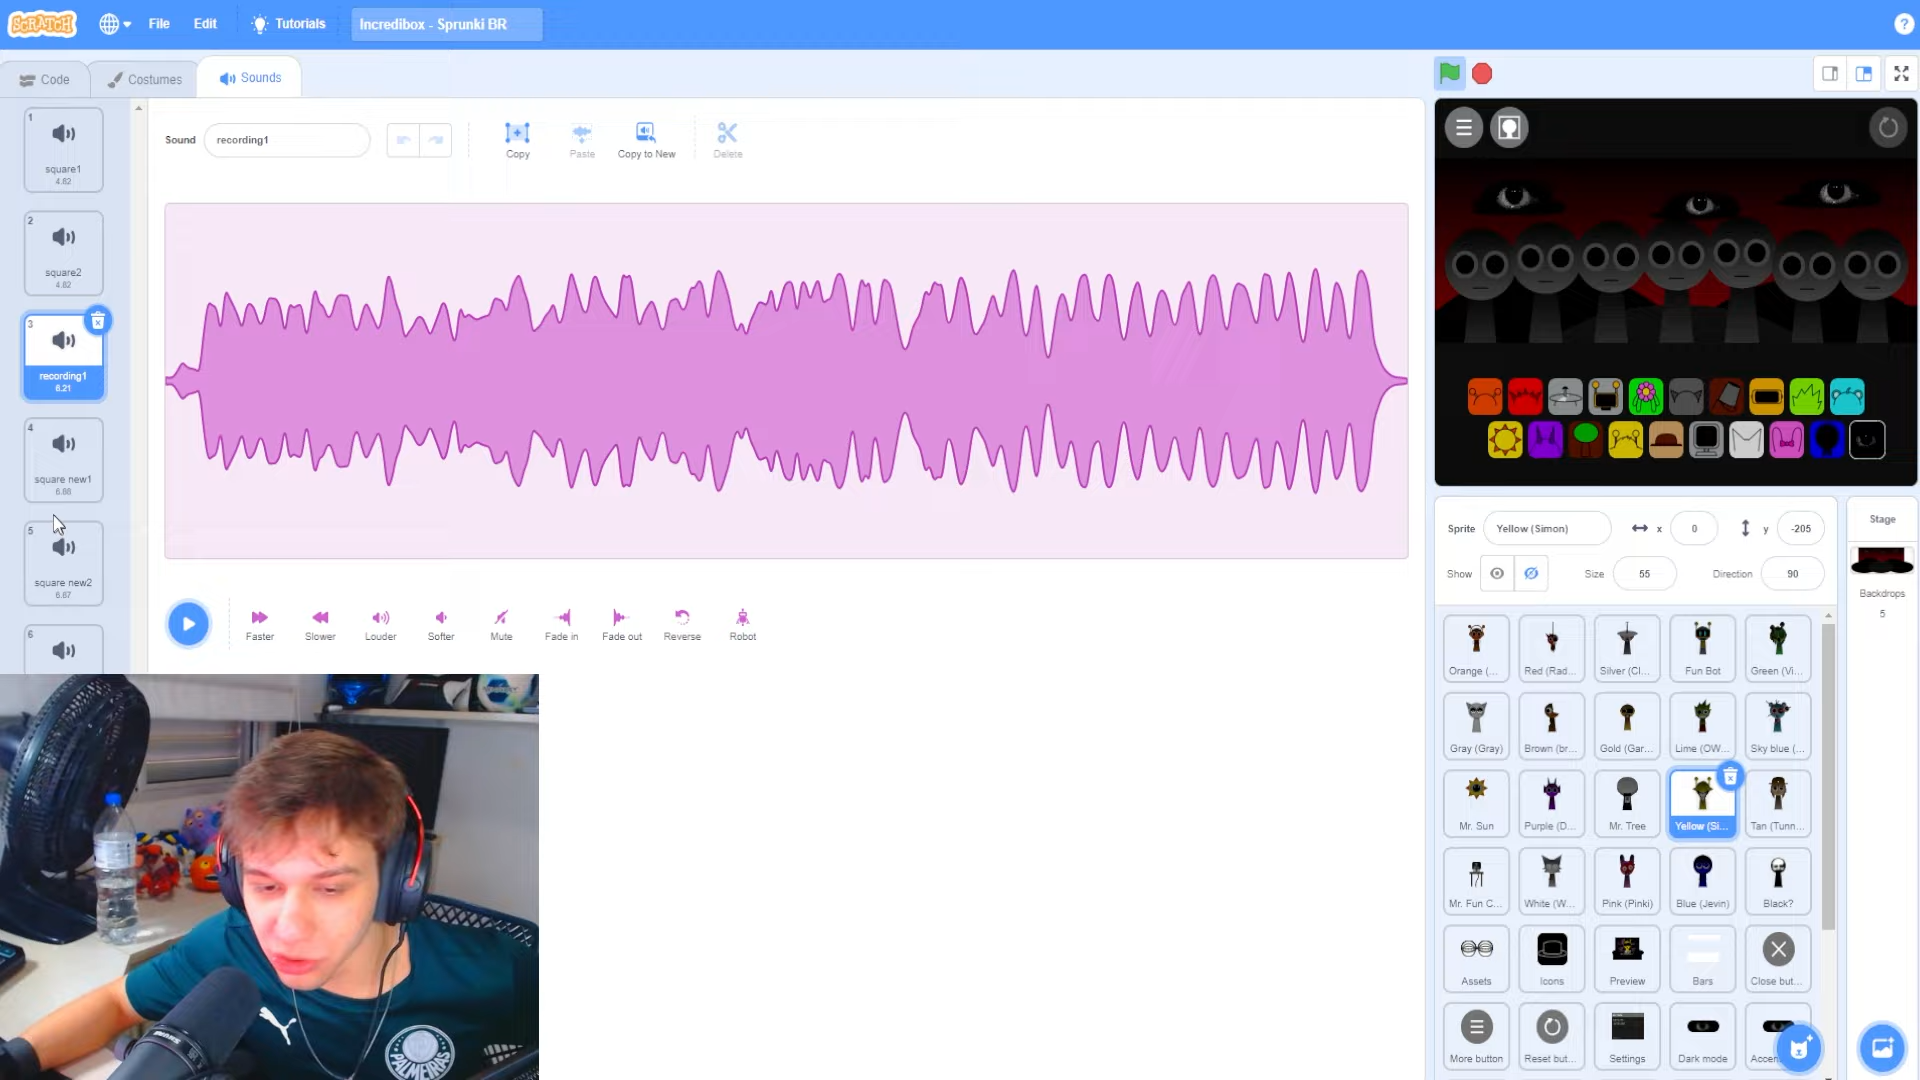 SCRATCH
File
Edit
Tutorials
Incredibox - Sprunki BR
?
Code
Costumes
Sounds
1
square1
4.82
2
square2
4.82
3
recording1
6.21
4
square new1
6.88
5
square new2
6.67
6
Sound
recording1
Copy
Paste
Copy to New
Delete
Faster
Slower
Louder
Softer
Mute
Fade in
Fade out
Reverse
Robot
Sprite
Yellow (Simon)
x
0
y
-205
Show
Size
55
Direction
90
Stage
Backdrops
5
Orange (...
Red (Rad...
Silver (Cl...
Fun Bot
Green (Vi...
Gray (Gray)
Brown (br...
Gold (Gar...
Lime (OW...
Sky blue (...
Mr. Sun
Purple (D...
Mr. Tree
Yellow (Si...
Tan (Tunn...
Mr. Fun C...
White (W...
Pink (Pinki)
Blue (Jevin)
Black?
Assets
Icons
Preview
Bars
Close but...
More button
Reset but...
Settings
Dark mode
Accen
PALMEIRAS